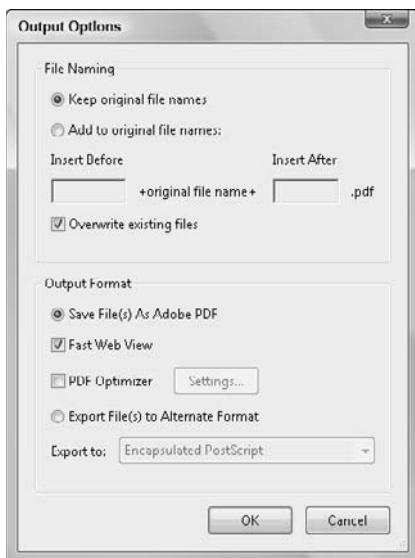 Output Options
File Naming
Keep original file names
Add to original file names:
Insert Before Insert After
+original file name+ .pdf
Overwrite existing files
Output Format
Save File(s) As Adobe PDF
Fast Web View
PDF Optimizer Settings...
Export File(s) to Alternate Format
Export to: Encapsulated PostScript
OK Cancel